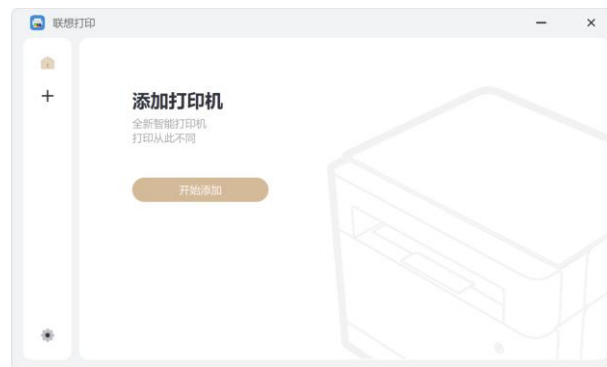 联想打印
添加打印机
全新智能打印机
打印从此不同
开始添加